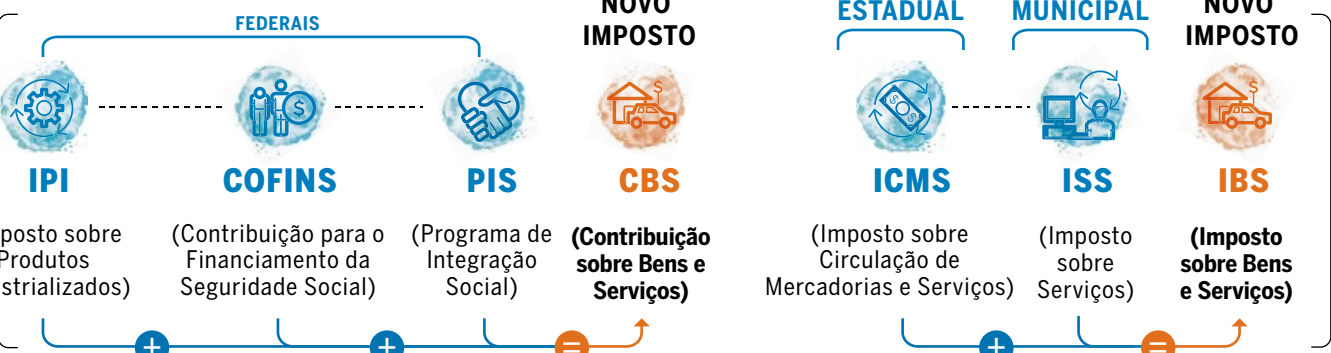 FEDERAIS
NOVO
IMPOSTO
IPI
COFINS
PIS
CBS
posto sobre
Produtos
strializados)
(Contribuição para o
Financiamento da
Seguridade Social)
(Programa de
Integração
Social)
(Contribuição
sobre Bens e
Serviços)
+
+
=
ESTADUAL
MUNICIPAL
NOVO
IMPOSTO
ICMS
ISS
IBS
(Imposto sobre
Circulação de
Mercadorias e Serviços)
(Imposto
sobre
Serviços)
(Imposto
sobre Bens
e Serviços)
+
=